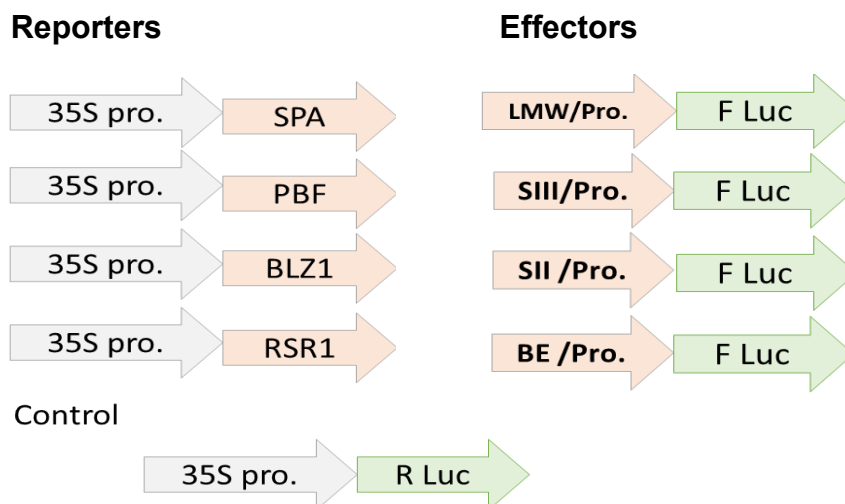 Reporters
Effectors
35S pro. SPA
LMW/Pro. F Luc
35S pro. PBF
SIII/Pro. F Luc
35S pro. BLZ1
SII /Pro. F Luc
35S pro. RSR1
BE /Pro. F Luc
Control
35S pro. R Luc